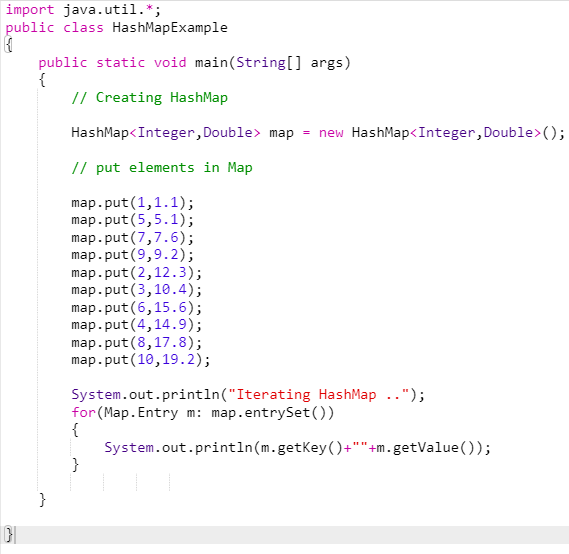 import java.util.*;
public class HashMapExample
{
    public static void main(String[] args)
    {
        // Creating HashMap
        HashMap<Integer,Double> map = new HashMap<Integer,Double>();
        // put elements in Map
        map.put(1,1.1);
        map.put(5,5.1);
        map.put(7,7.6);
        map.put(9,9.2);
        map.put(2,12.3);
        map.put(3,10.4);
        map.put(6,15.6);
        map.put(4,14.9);
        map.put(8,17.8);
        map.put(10,19.2);
        System.out.println("Iterating HashMap ..");
        for(Map.Entry m: map.entrySet())
        {
            System.out.println(m.getKey()+""+m.getValue());
        }
    }
}